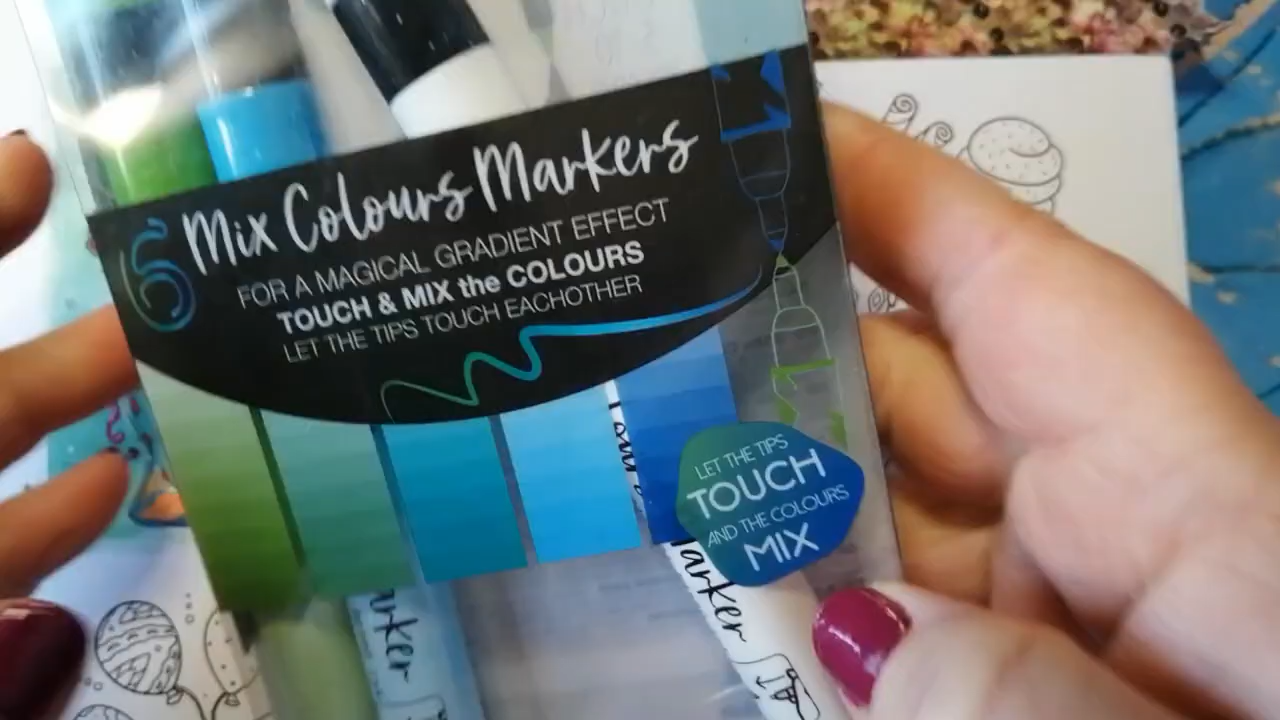 5 Mix Colours Markers
FOR A MAGICAL GRADIENT EFFECT
TOUCH & MIX the COLOURS
LET THE TIPS TOUCH EACHOTHER
LET THE TIPS
TOUCH
AND THE COLOURS
MIX
Marker